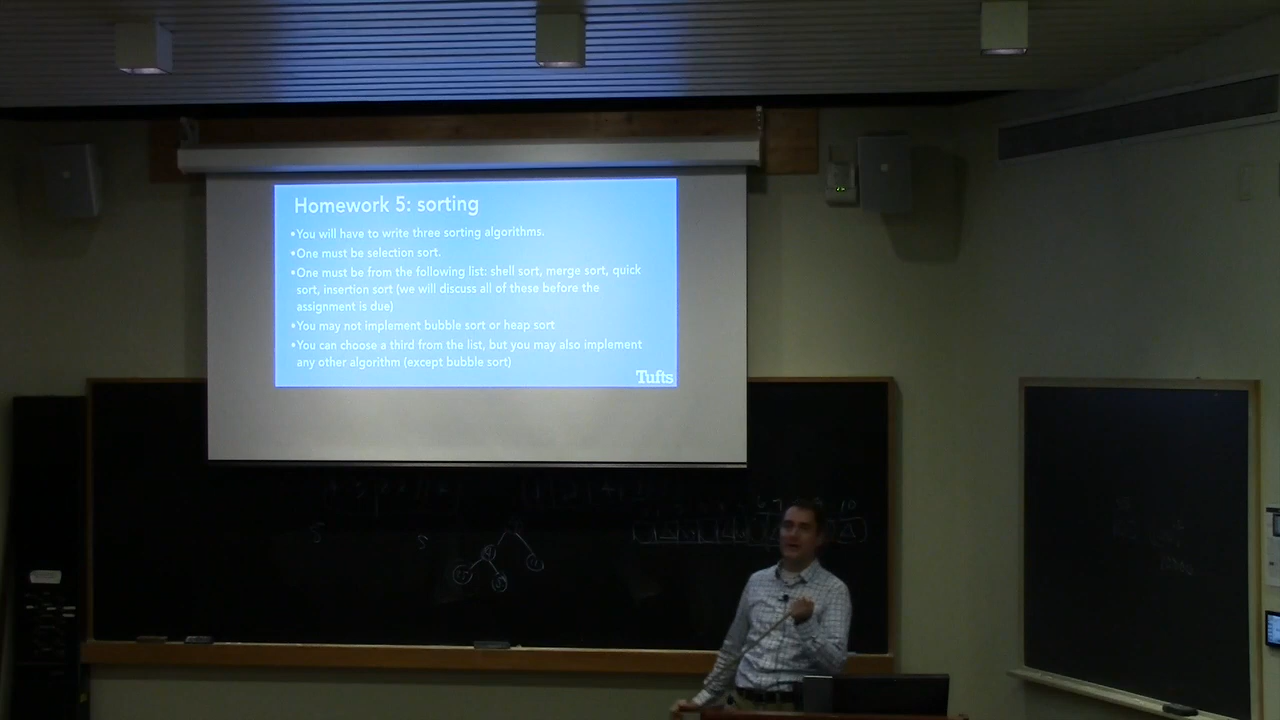 Homework 5: sorting
•You will have to write three sorting algorithms.
•One must be selection sort.
•One must be from the following list: shell sort, merge sort, quick
sort, insertion sort (we will discuss all of these before the
assignment is due)
•You may not implement bubble sort or heap sort
•You can choose a third from the list, but you may also implement
any other algorithm (except bubble sort)
Tufts